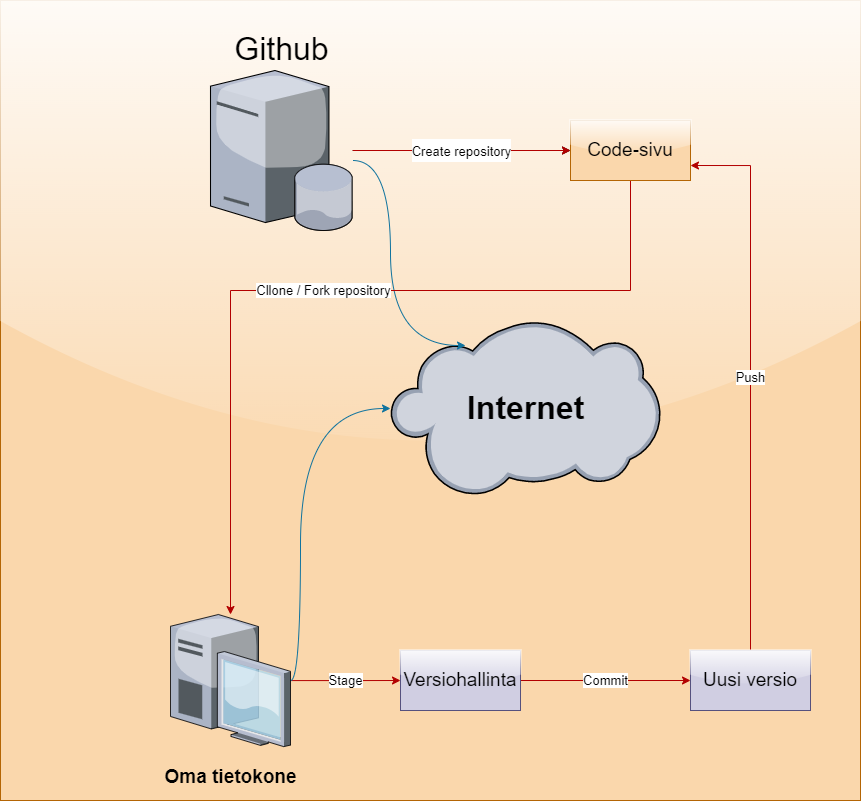 Github
Create repository
Code-sivu
Cllone / Fork repository
Internet
Push
Stage
Versiohallinta
Commit
Uusi versio
Oma tietokone